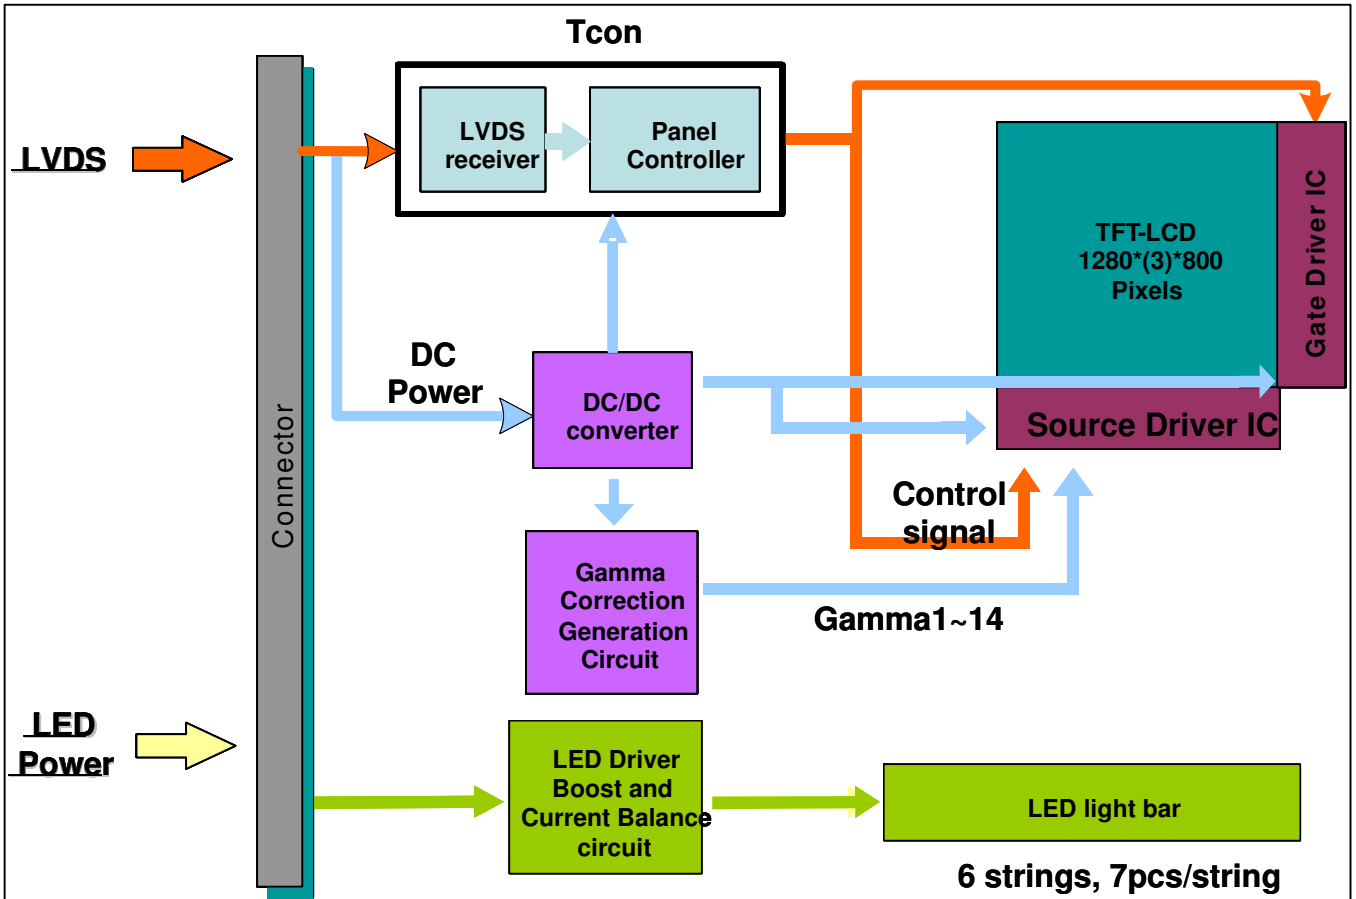 Tcon
LVDS
LVDS
receiver
Panel
Controller
Gate Driver IC
TFT-LCD
1280*(3)*800
Pixels
DC
Power
DC/DC
converter
Connector
Source Driver IC
Control
signal
Gamma
Correction
Generation
Circuit
Gamma1~14
LED
Power
LED Driver
Boost and
Current Balance
circuit
LED light bar
6 strings, 7pcs/string